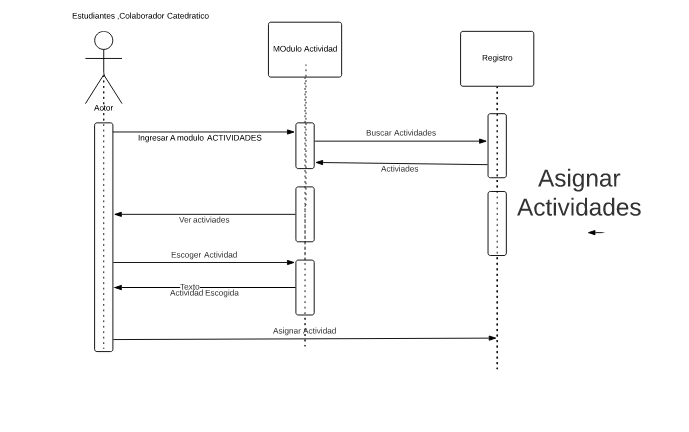 Estudiantes ,Colaborador Catedratico
MOdulo Actividad
Registro
Actor
Ingresar A modulo ACTIVIDADES
Buscar Actividades
Activiades
Asignar
Actividades
Ver activiades
Escoger Actividad
Texto
Actividad Escogida
Asignar Actividad